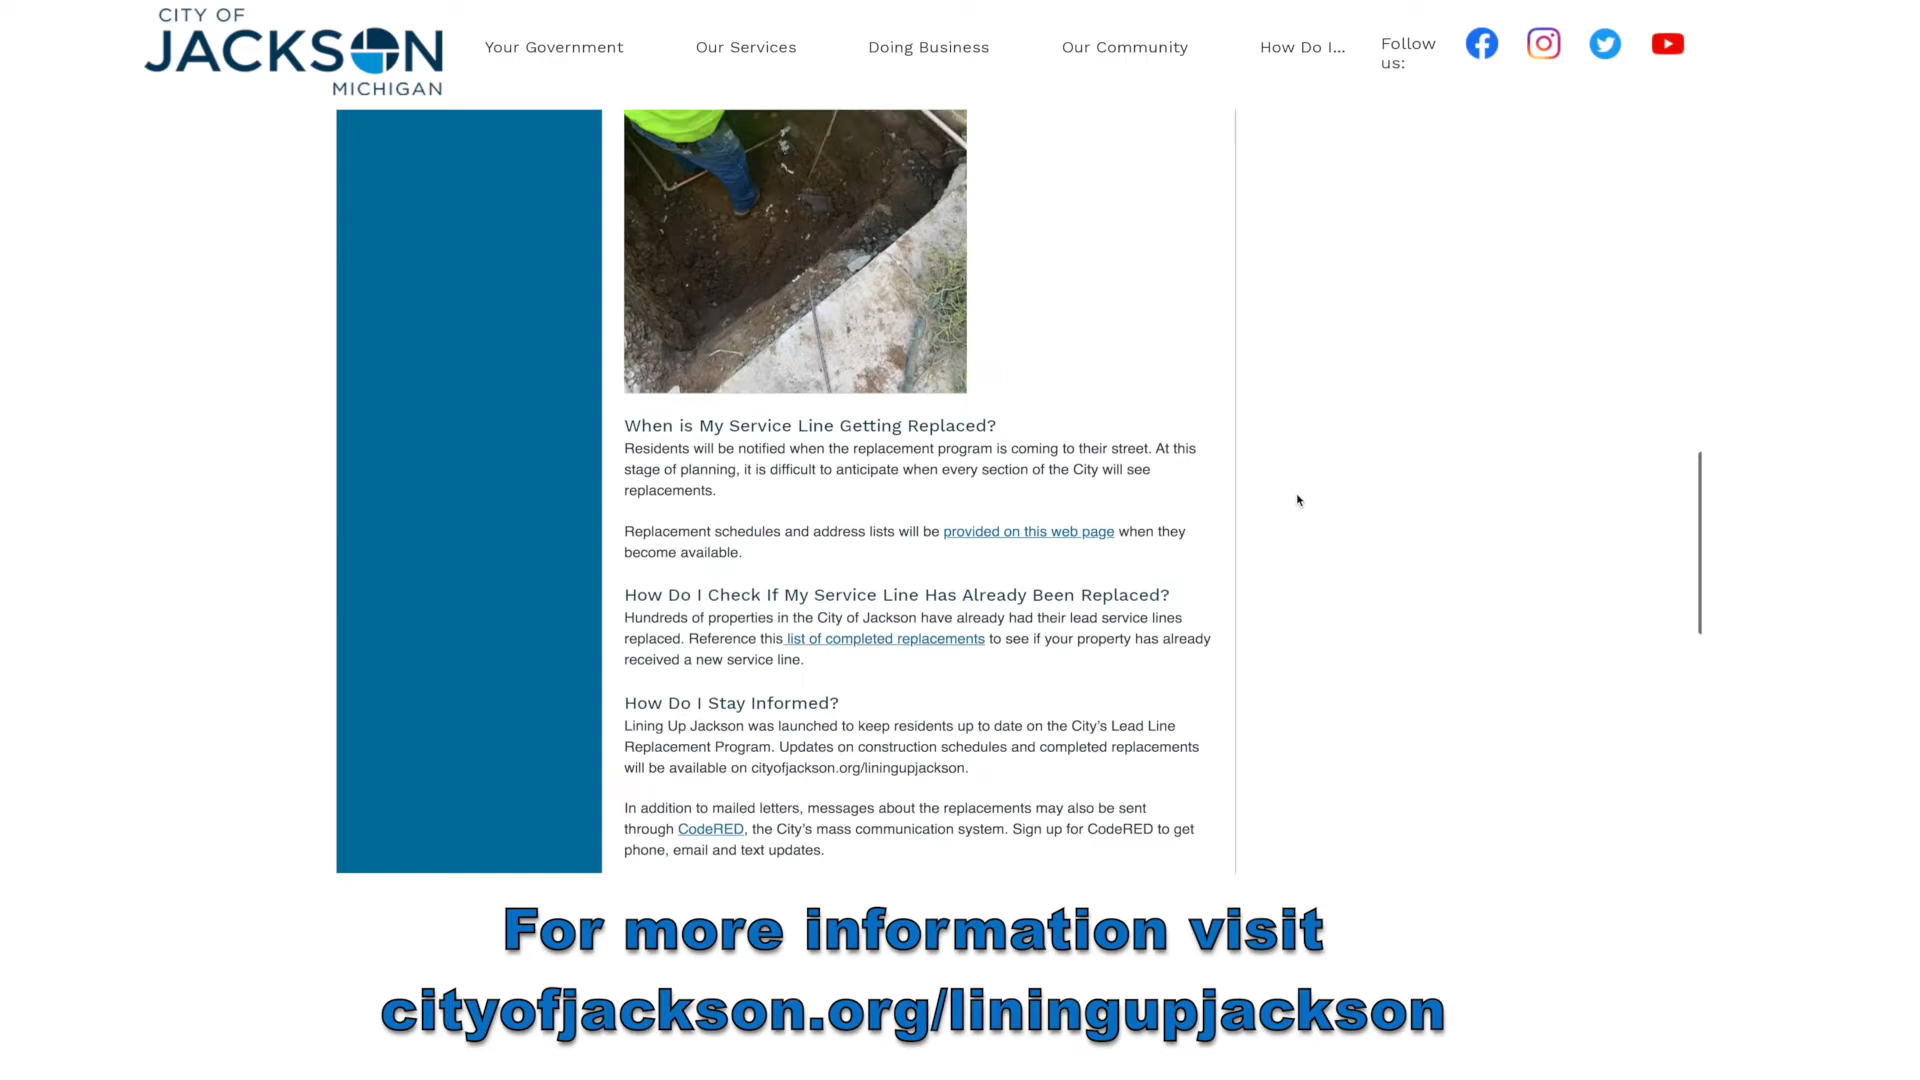 CITY OF
JACKSON
MICHIGAN
Your Government
Our Services
Doing Business
Our Community
How Do I...
Follow
us:
When is My Service Line Getting Replaced?
Residents will be notified when the replacement program is coming to their street. At this
stage of planning, it is difficult to anticipate when every section of the City will see
replacements.
Replacement schedules and address lists will be provided on this web page when they
become available.
How Do I Check If My Service Line Has Already Been Replaced?
Hundreds of properties in the City of Jackson have already had their lead service lines
replaced. Reference this list of completed replacements to see if your property has already
received a new service line.
How Do I Stay Informed?
Lining Up Jackson was launched to keep residents up to date on the City’s Lead Line
Replacement Program. Updates on construction schedules and completed replacements
will be available on cityofjackson.org/liningupjackson.
In addition to mailed letters, messages about the replacements may also be sent
through CodeRED, the City’s mass communication system. Sign up for CodeRED to get
phone, email and text updates.
For more information visit
cityofjackson.org/liningupjackson